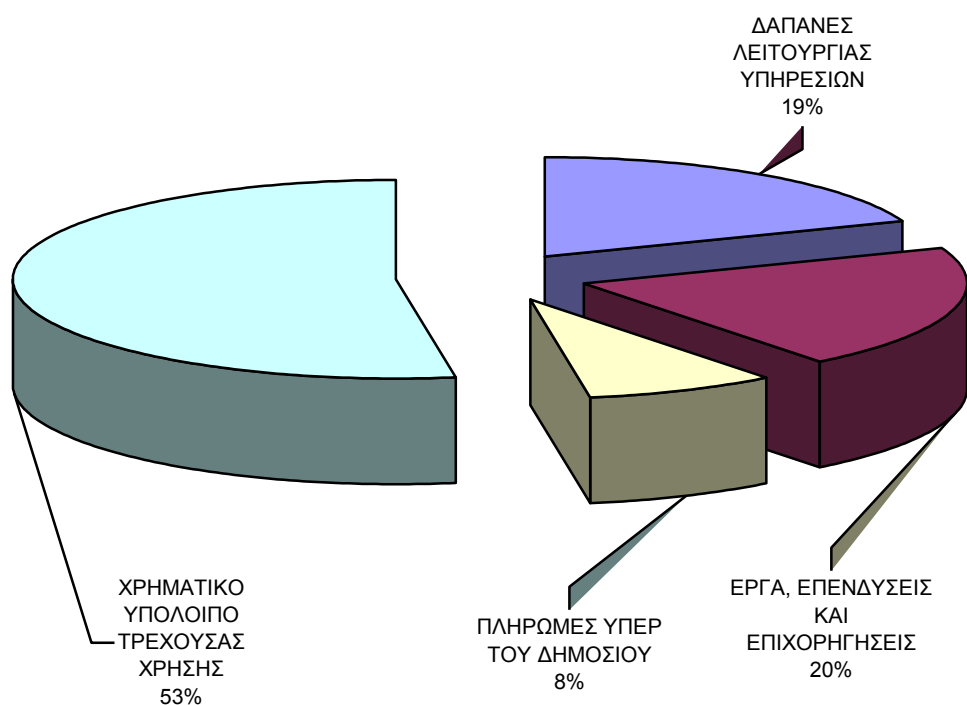 ΔΑΠΑΝΕΣ
ΛΕΙΤΟΥΡΓΙΑΣ
ΥΠΗΡΕΣΙΩΝ
19%
ΧΡΗΜΑΤΙΚΟ
ΥΠΟΛΟΙΠΟ
ΤΡΕΧΟΥΣΑΣ
ΧΡΗΣΗΣ
53%
ΠΛΗΡΩΜΕΣ ΥΠΕΡ
ΤΟΥ ΔΗΜΟΣΙΟΥ
8%
ΕΡΓΑ, ΕΠΕΝΔΥΣΕΙΣ
ΚΑΙ
ΕΠΙΧΟΡΗΓΗΣΕΙΣ
20%